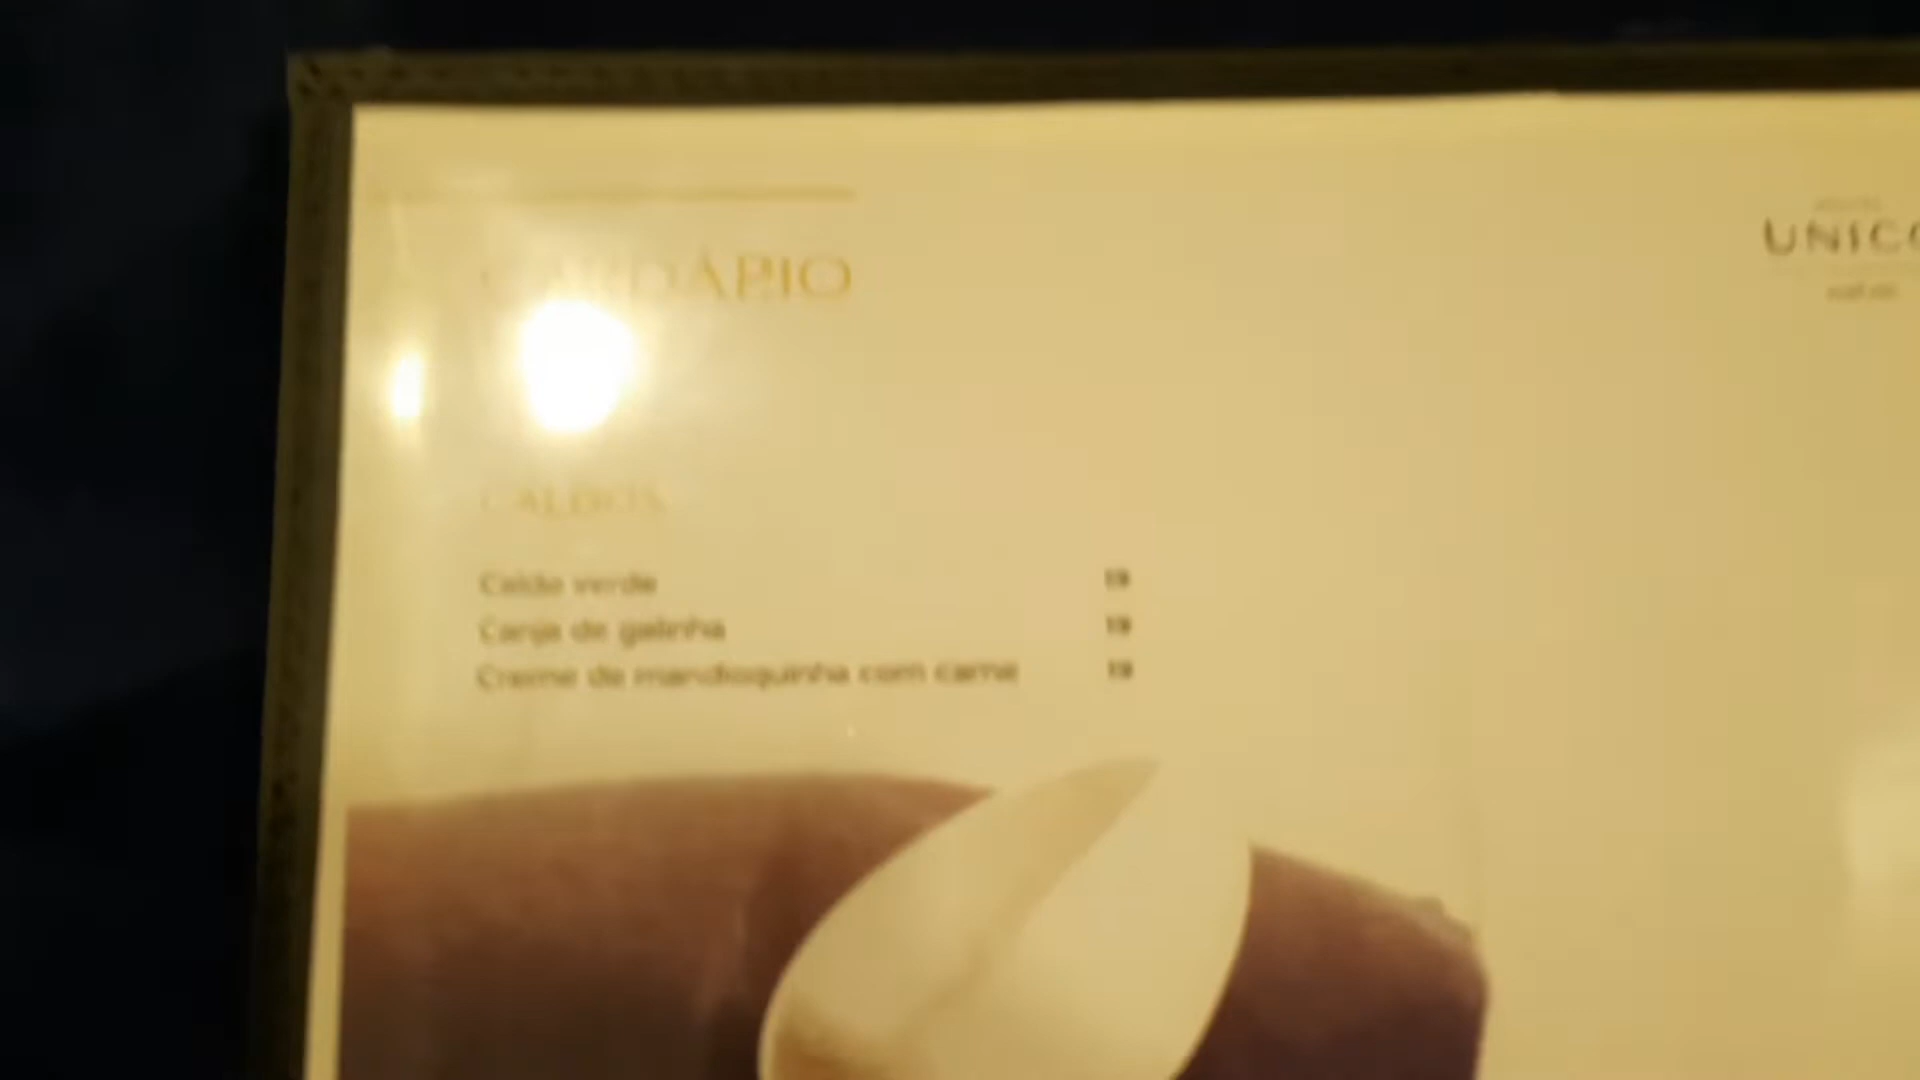 CARDÁPIO
UNICO
CALDOS
Caldo verde 19
Canja de galinha 19
Creme de mandioquinha com carne 19